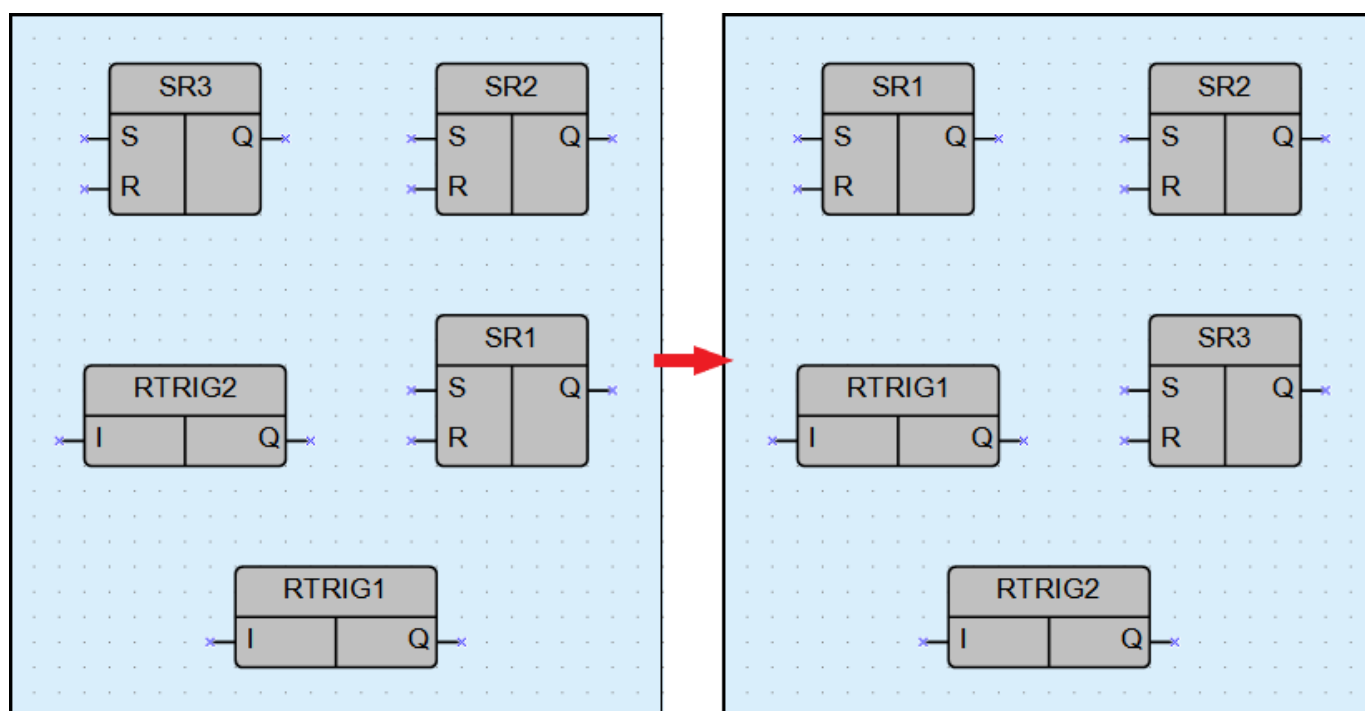 SR3
S Q
R
SR2
S Q
R
RTRIG2
I Q
SR1
S Q
R
RTRIG1
I Q
SR1
S Q
R
SR2
S Q
R
RTRIG1
I Q
SR3
S Q
R
RTRIG2
I Q